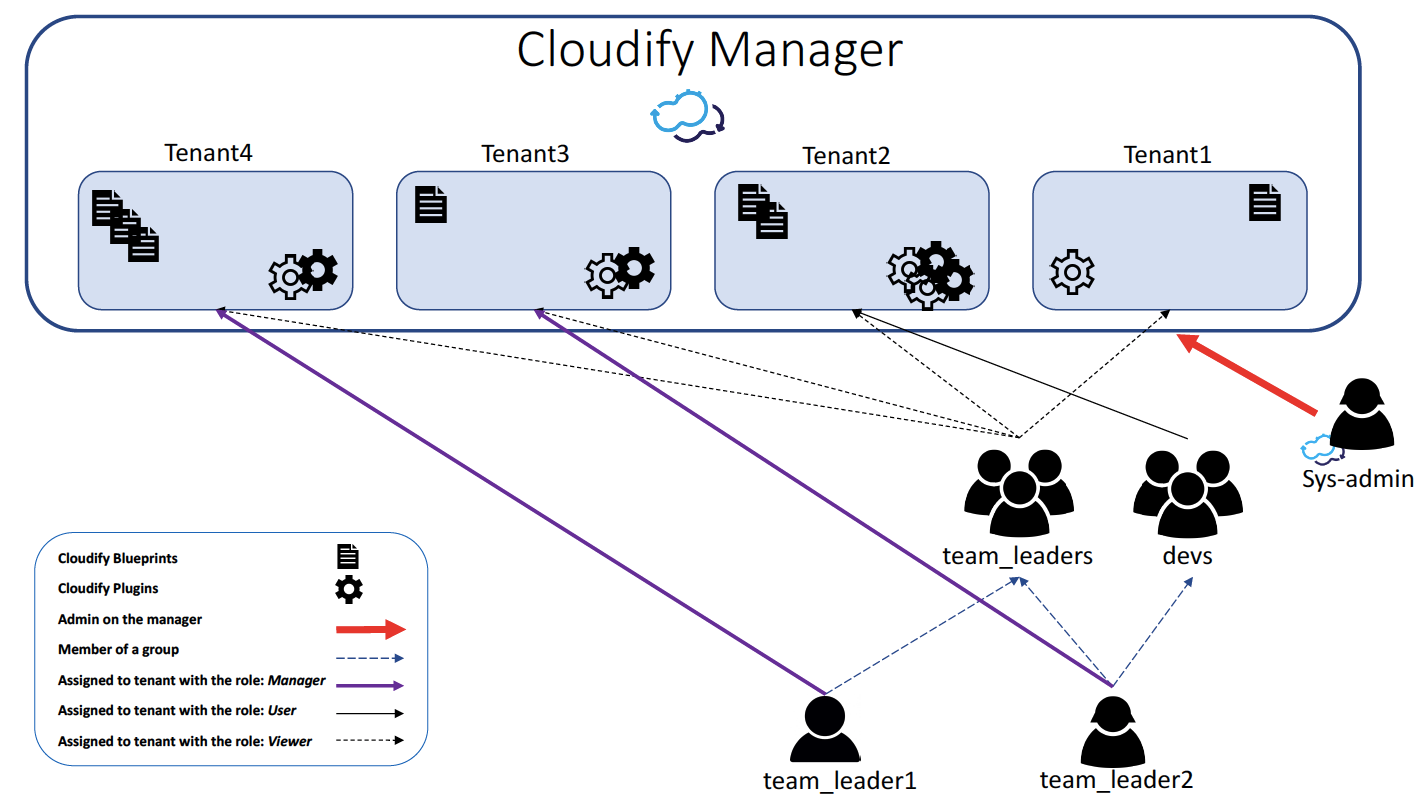 Cloudify Manager
Tenant4
Tenant3
Tenant2
Tenant1
Sys-admin
team_leaders
devs
Cloudify Blueprints
Cloudify Plugins
Admin on the manager
Member of a group
Assigned to tenant with the role: Manager
Assigned to tenant with the role: User
Assigned to tenant with the role: Viewer
team_leader1
team_leader2